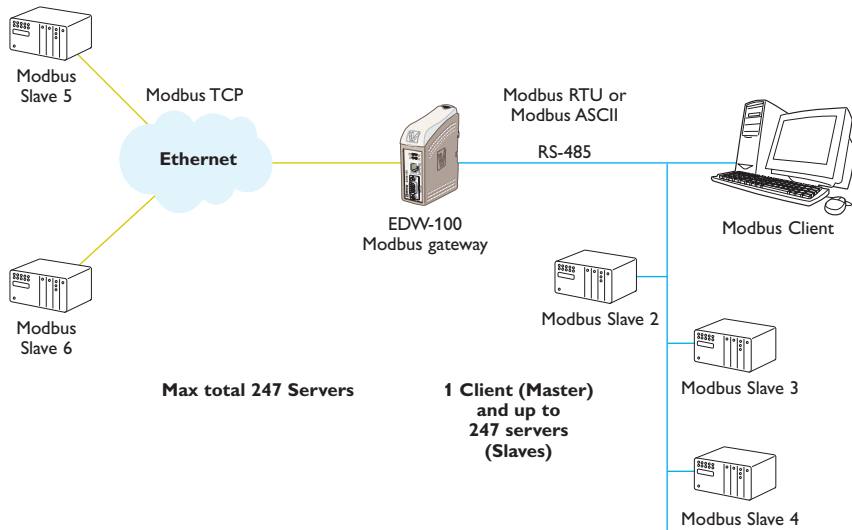 Modbus
Slave 5
Modbus TCP
Ethernet
Modbus RTU or
Modbus ASCII
RS-485
EDW-100
Modbus gateway
Modbus Client
Modbus
Slave 6
Modbus Slave 2
Modbus Slave 3
Modbus Slave 4
Max total 247 Servers
1 Client (Master)
and up to
247 servers
(Slaves)